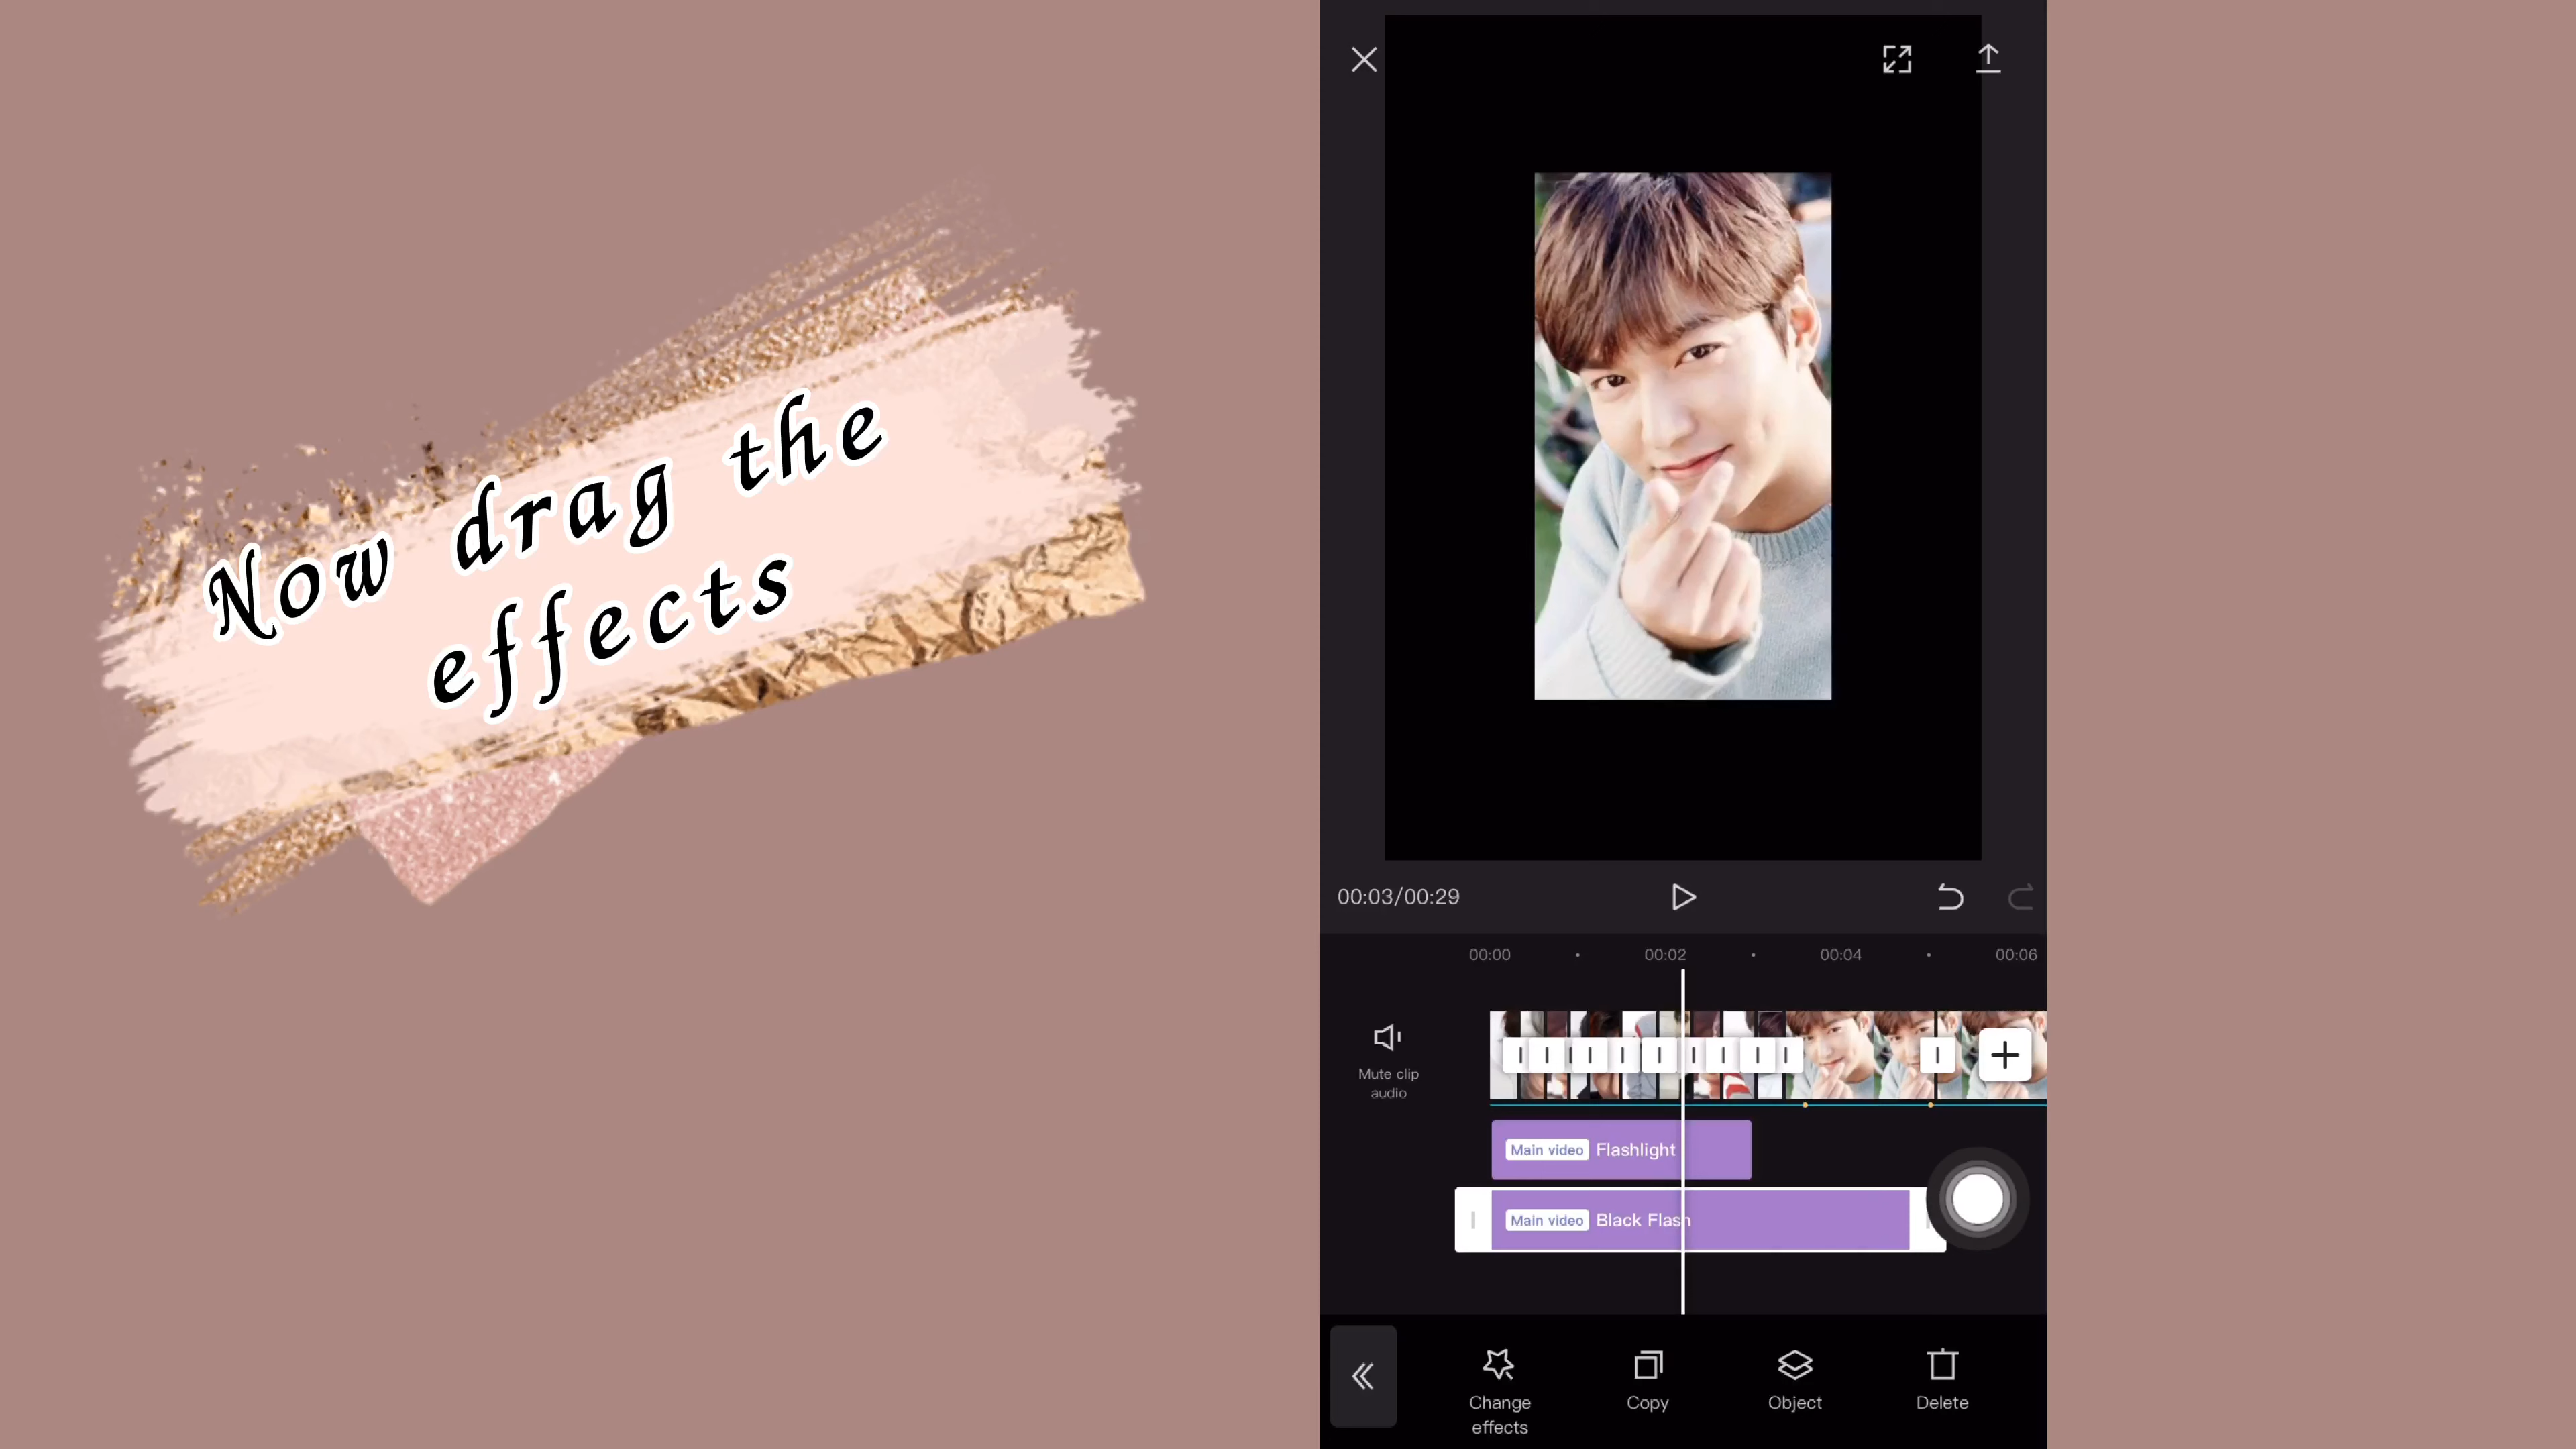 Now drag the
effects
00:03/00:29
00:00
00:02
00:04
00:06
Mute clip
audio
Main video Flashlight
Main video Black Flash
Change
effects
Copy
Object
Delete